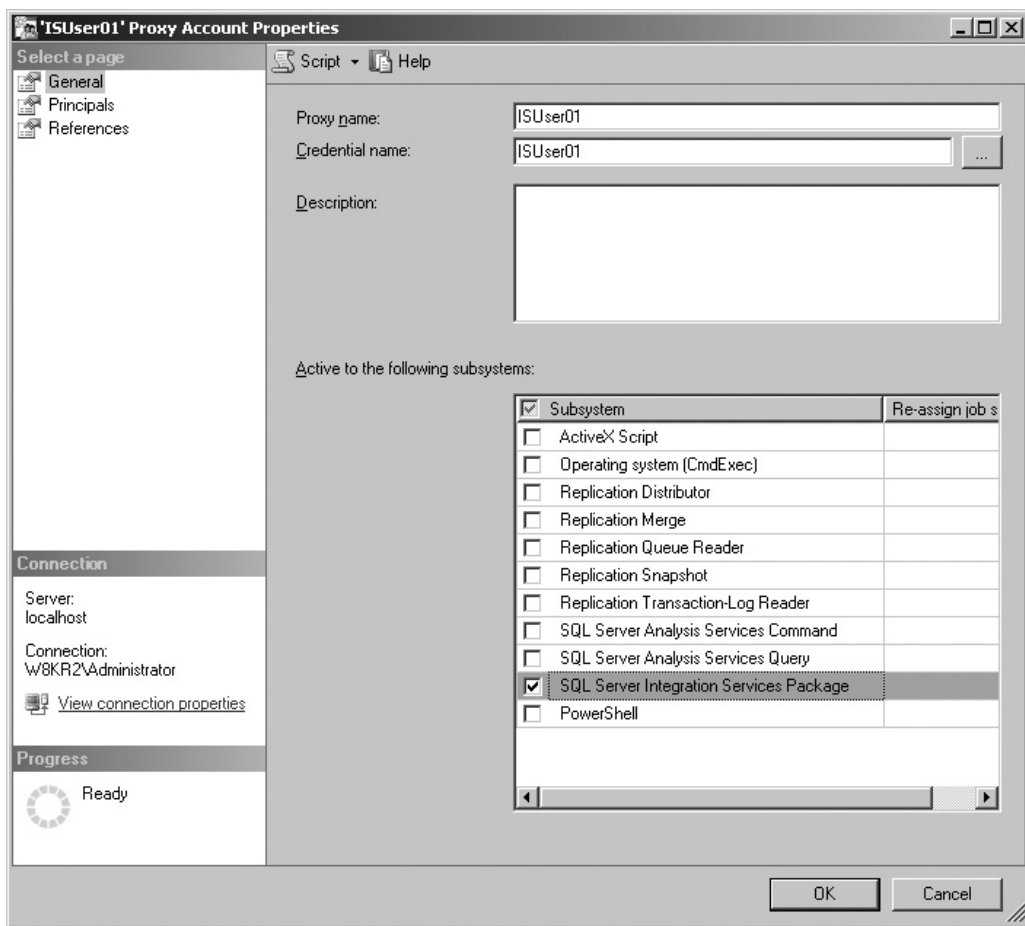 'ISUser01' Proxy Account Properties
Select a page
General
Principals
References
Script Help
Proxy name: ISUser01
Credential name: ISUser01 ...
Description:
Active to the following subsystems:
Subsystem Re-assign job s
ActiveX Script
Operating system (CmdExec)
Replication Distributor
Replication Merge
Replication Queue Reader
Replication Snapshot
Replication Transaction-Log Reader
SQL Server Analysis Services Command
SQL Server Analysis Services Query
SQL Server Integration Services Package
PowerShell
Connection
Server:
localhost
Connection:
W8KR2\Administrator
View connection properties
Progress
Ready
OK Cancel